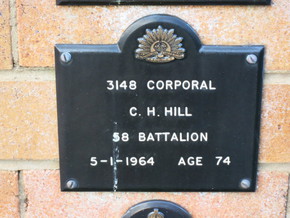 3148 CORPORAL
C. H. HILL
58 BATTALION
5-1-1964 AGE 74